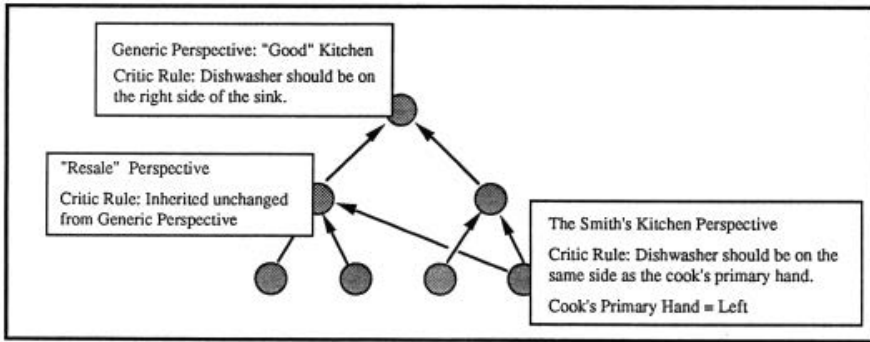 Generic Perspective: "Good" Kitchen
Critic Rule: Dishwasher should be on
the right side of the sink.
"Resale" Perspective
Critic Rule: Inherited unchanged
from Generic Perspective
The Smith's Kitchen Perspective
Critic Rule: Dishwasher should be on the
same side as the cook's primary hand.
Cook's Primary Hand = Left